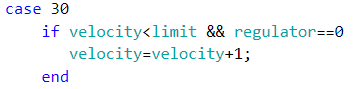 case 30
    if velocity<limit && regulator==0
       velocity=velocity+1;
    end